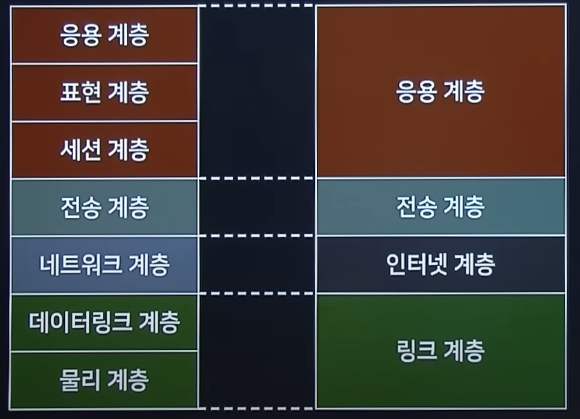 응용 계층
표현 계층
세션 계층
전송 계층
네트워크 계층
데이터링크 계층
물리 계층
응용 계층
전송 계층
인터넷 계층
링크 계층